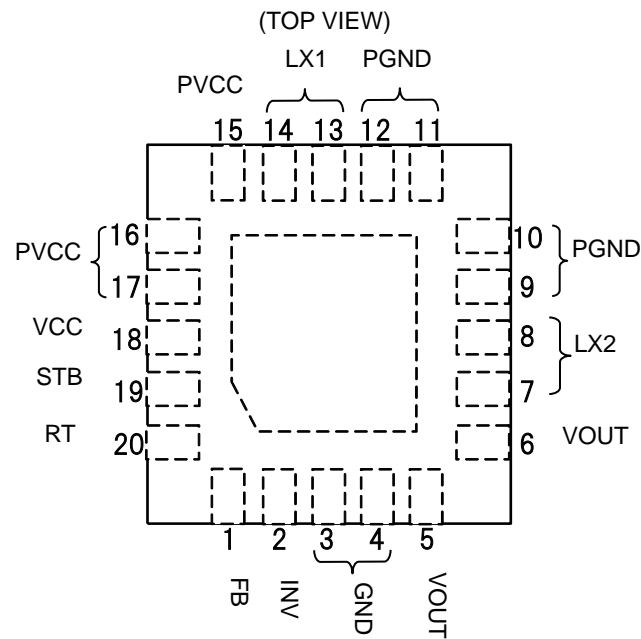 (TOP VIEW)
LX1 PGND
PVCC
15 14 13 12 11
16 10
PVCC PGND
17 9
VCC 18 8
LX2
STB 19 7
RT 20 6 VOUT
1 2 3 4 5
FB INV GND VOUT